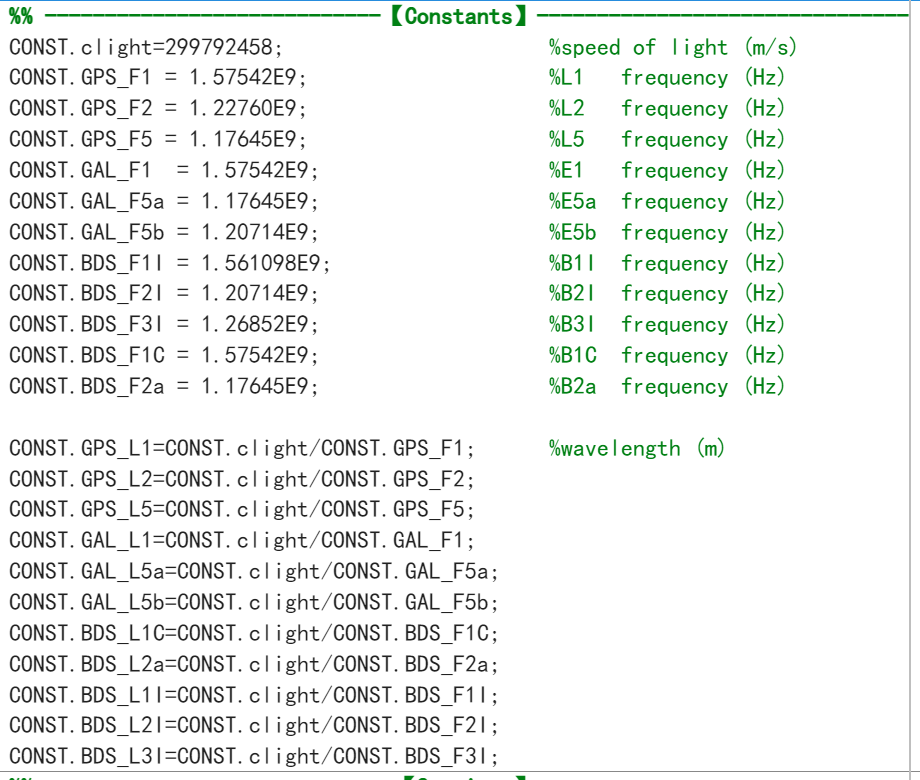 %% ---------------------------- 【Constants】 -------------------------------
CONST.clight=299792458; %speed of light (m/s)
CONST.GPS_F1 = 1.57542E9; %L1 frequency (Hz)
CONST.GPS_F2 = 1.22760E9; %L2 frequency (Hz)
CONST.GPS_F5 = 1.17645E9; %L5 frequency (Hz)
CONST.GAL_F1 = 1.57542E9; %E1 frequency (Hz)
CONST.GAL_F5a = 1.17645E9; %E5a frequency (Hz)
CONST.GAL_F5b = 1.20714E9; %E5b frequency (Hz)
CONST.BDS_F1I = 1.561098E9; %B1I frequency (Hz)
CONST.BDS_F2I = 1.20714E9; %B2I frequency (Hz)
CONST.BDS_F3I = 1.26852E9; %B3I frequency (Hz)
CONST.BDS_F1C = 1.57542E9; %B1C frequency (Hz)
CONST.BDS_F2a = 1.17645E9; %B2a frequency (Hz)
CONST.GPS_L1=CONST.clight/CONST.GPS_F1; %wavelength (m)
CONST.GPS_L2=CONST.clight/CONST.GPS_F2;
CONST.GPS_L5=CONST.clight/CONST.GPS_F5;
CONST.GAL_L1=CONST.clight/CONST.GAL_F1;
CONST.GAL_L5a=CONST.clight/CONST.GAL_F5a;
CONST.GAL_L5b=CONST.clight/CONST.GAL_F5b;
CONST.BDS_L1C=CONST.clight/CONST.BDS_F1C;
CONST.BDS_L2a=CONST.clight/CONST.BDS_F2a;
CONST.BDS_L1I=CONST.clight/CONST.BDS_F1I;
CONST.BDS_L2I=CONST.clight/CONST.BDS_F2I;
CONST.BDS_L3I=CONST.clight/CONST.BDS_F3I;